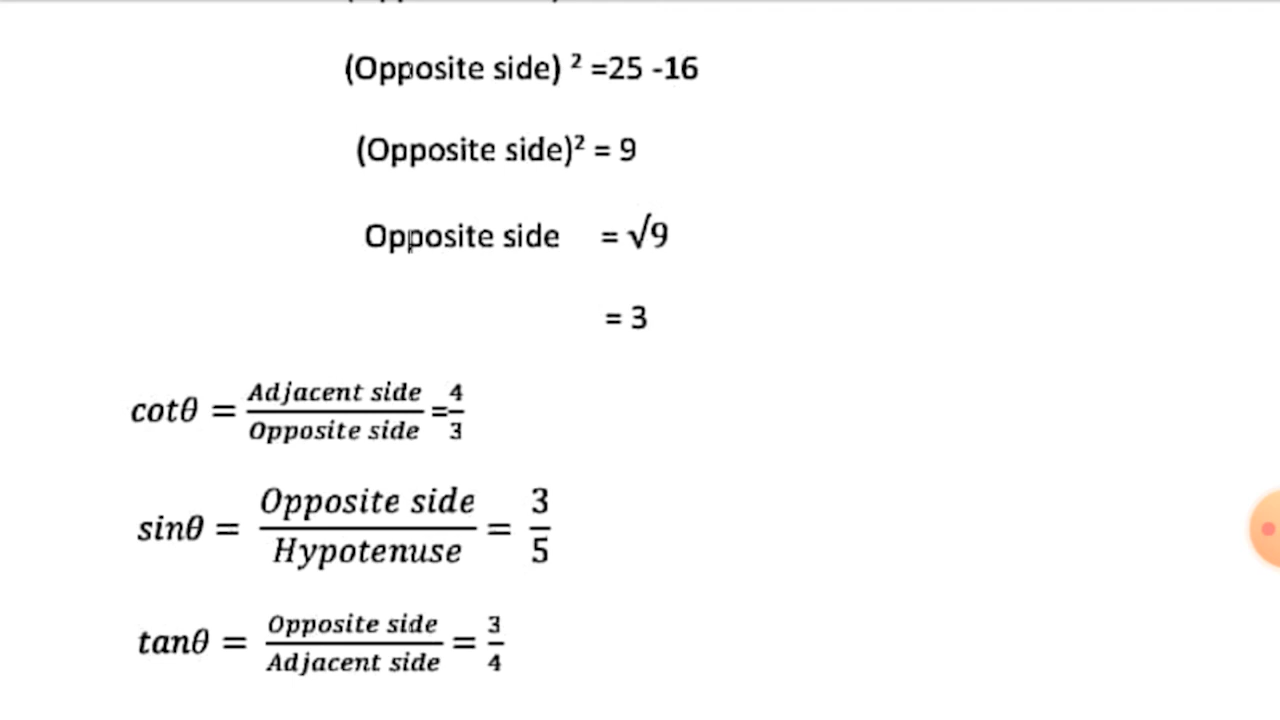 (Opposite side) ² =25 -16
(Opposite side)² = 9
Opposite side = √9
= 3
cotθ = Adjacent side / Opposite side = 4/3
sinθ = Opposite side / Hypotenuse = 3/5
tanθ = Opposite side / Adjacent side = 3/4